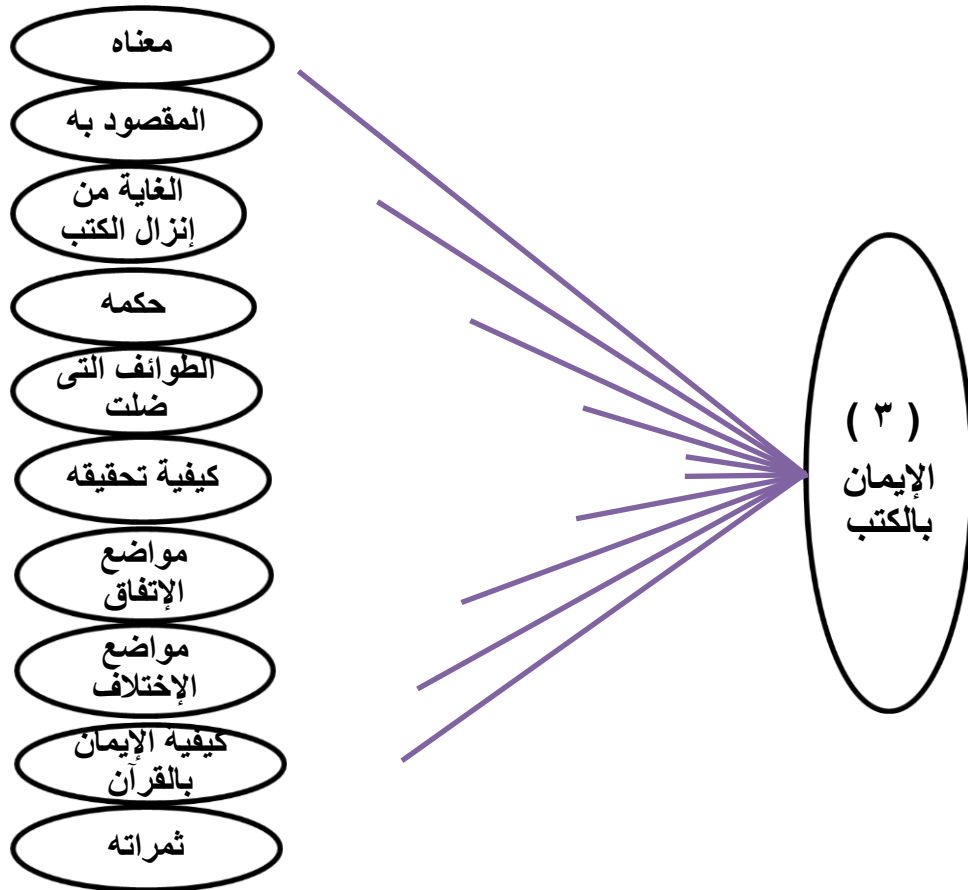 ( ٣ )
الإيمان
بالكتب
معناه
المقصود به
الغاية من
إنزال الكتب
حكمه
الطوائف التى
ضلت
كيفية تحقيقه
مواضع
الإتفاق
مواضع
الإختلاف
كيفية الإيمان
بالقرآن
ثمراته